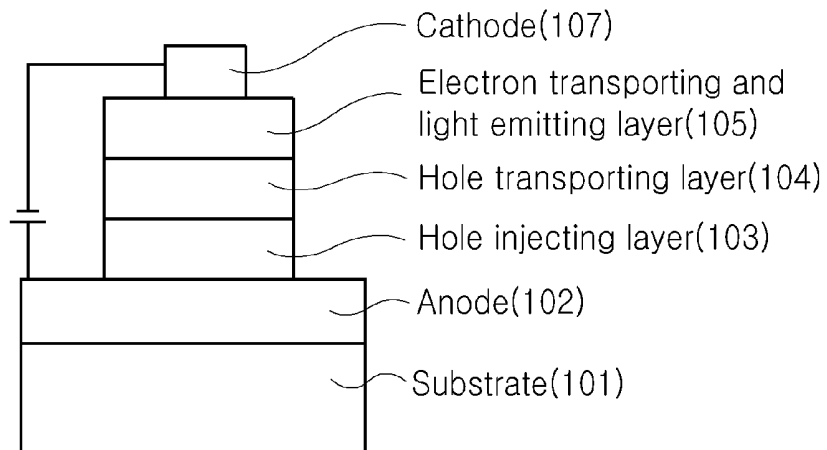 Cathode(107)
Electron transporting and
light emitting layer(105)
Hole transporting layer(104)
Hole injecting layer(103)
Anode(102)
Substrate(101)